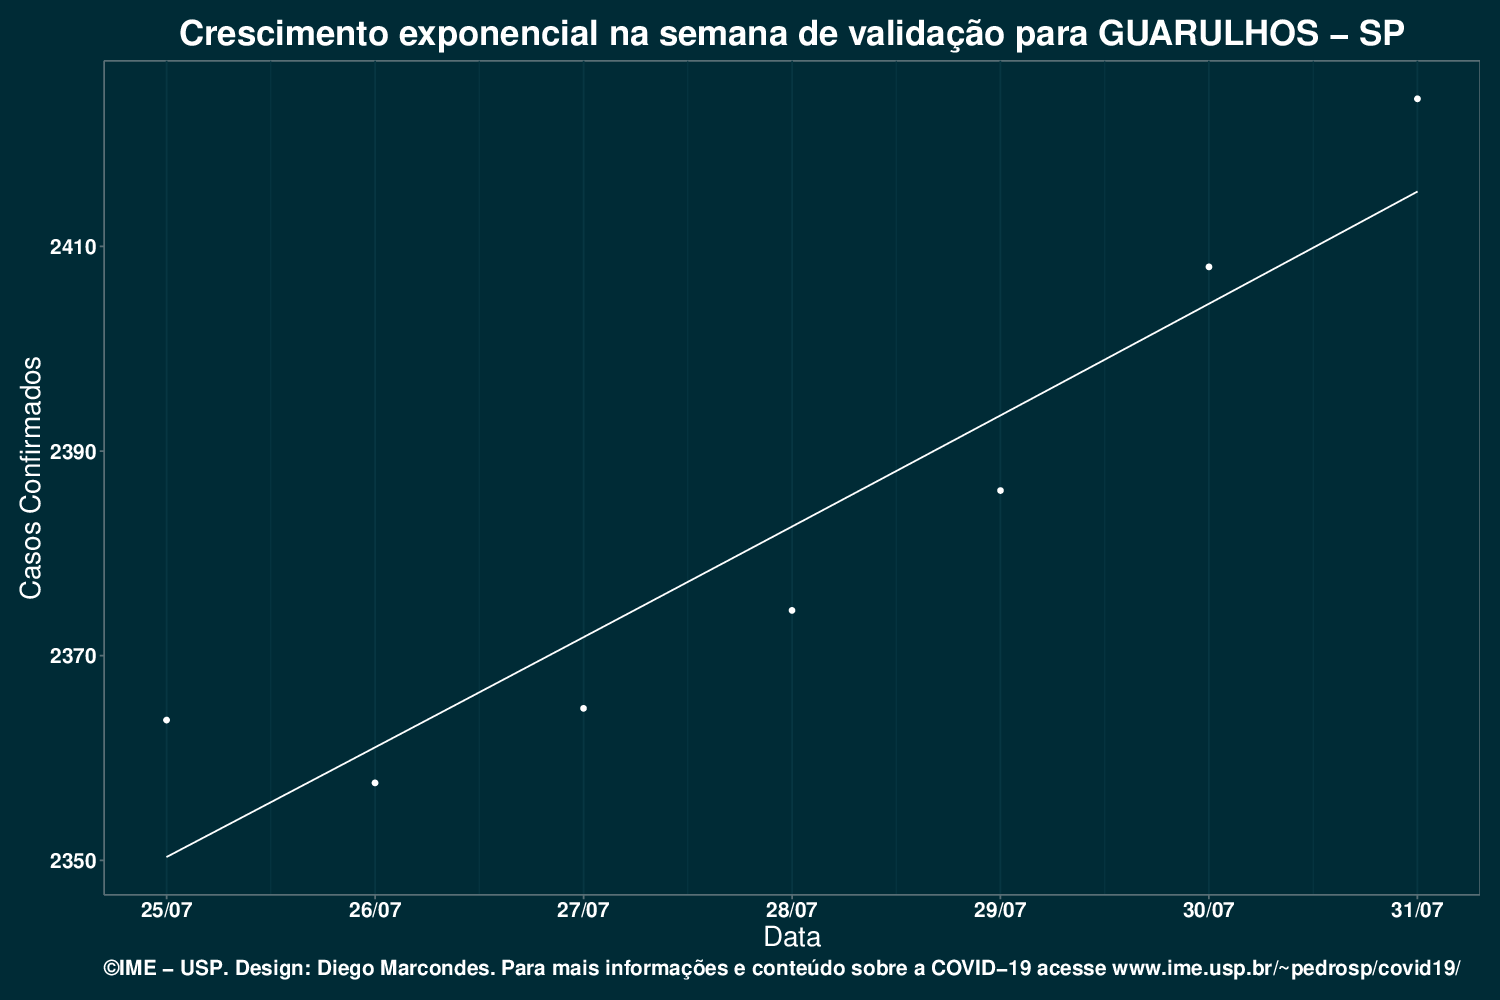 Crescimento exponencial na semana de validação para GUARULHOS – SP
Casos Confirmados
2410
2390
2370
2350
25/07 26/07 27/07 28/07 29/07 30/07 31/07
Data
©IME – USP. Design: Diego Marcondes. Para mais informações e conteúdo sobre a COVID–19 acesse www.ime.usp.br/~pedrosp/covid19/